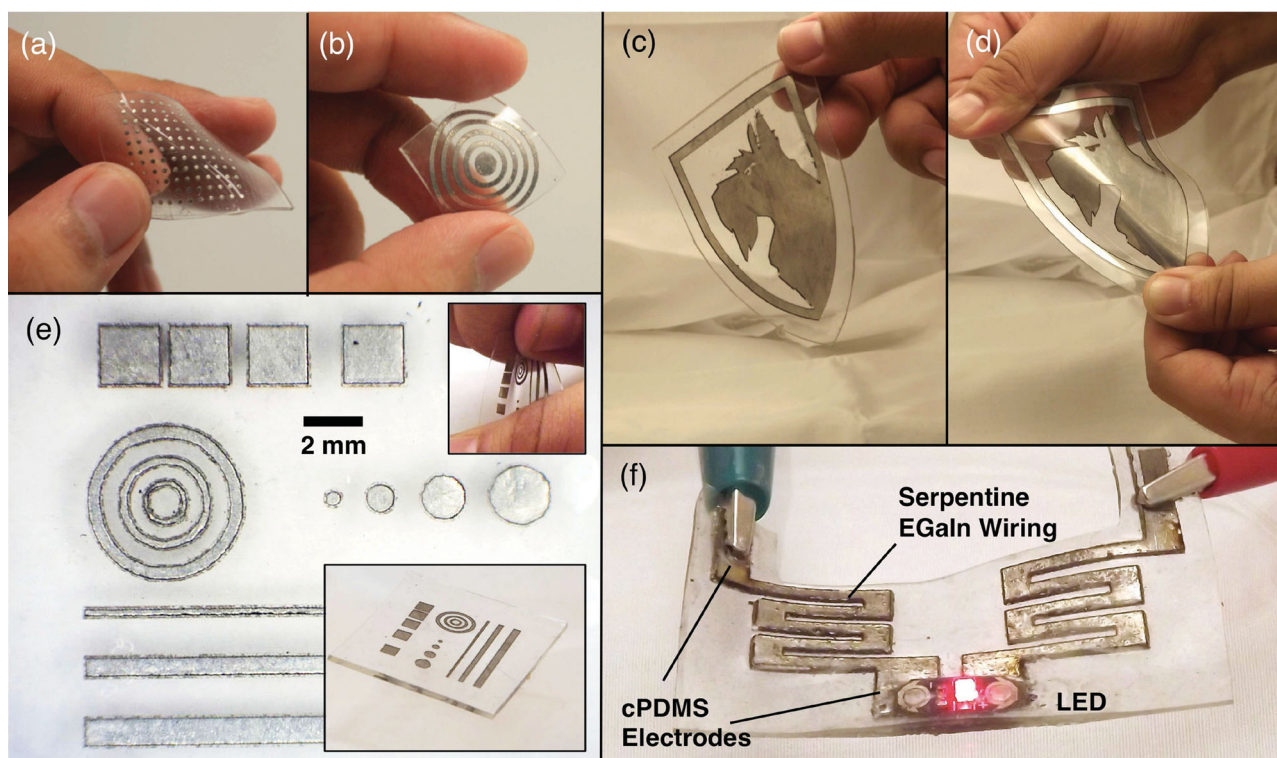 (a)
(b)
(c)
(d)
(e)
2 mm
(f)
Serpentine
EGaIn Wiring
cPDMS
Electrodes
LED